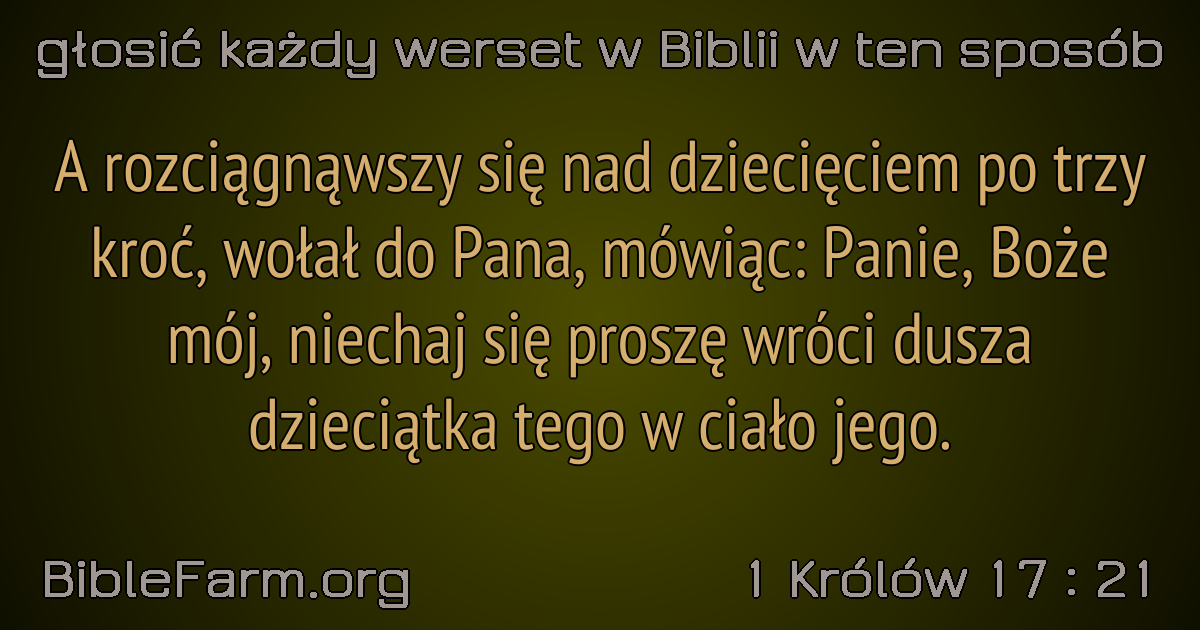 głosić każdy werset w Biblii w ten sposób
A rozciągnąwszy się nad dziecięciem po trzy
kroć, wołał do Pana, mówiąc: Panie, Boże
mój, niechaj się proszę wróci dusza
dzieciątka tego w ciało jego.
BibleFarm.org
1 Królów 17 : 21